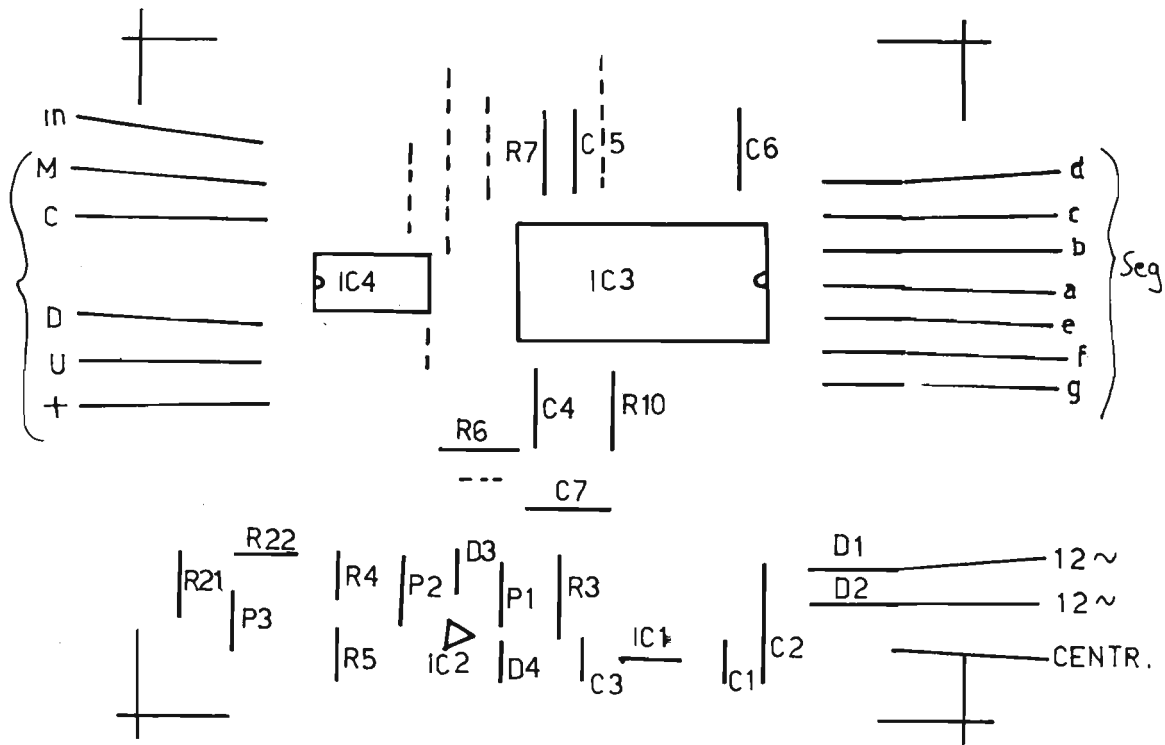 in
M
C
D
U
+
R7
C5
C6
IC4
IC3
d
c
b
a
e
f
g
Seg
C4
R10
R6
C7
R22
R21
P3
R4
R5
P2
D3
IC2
P1
D4
R3
C3
IC1
C1
C2
D1
12~
D2
12~
CENTR.